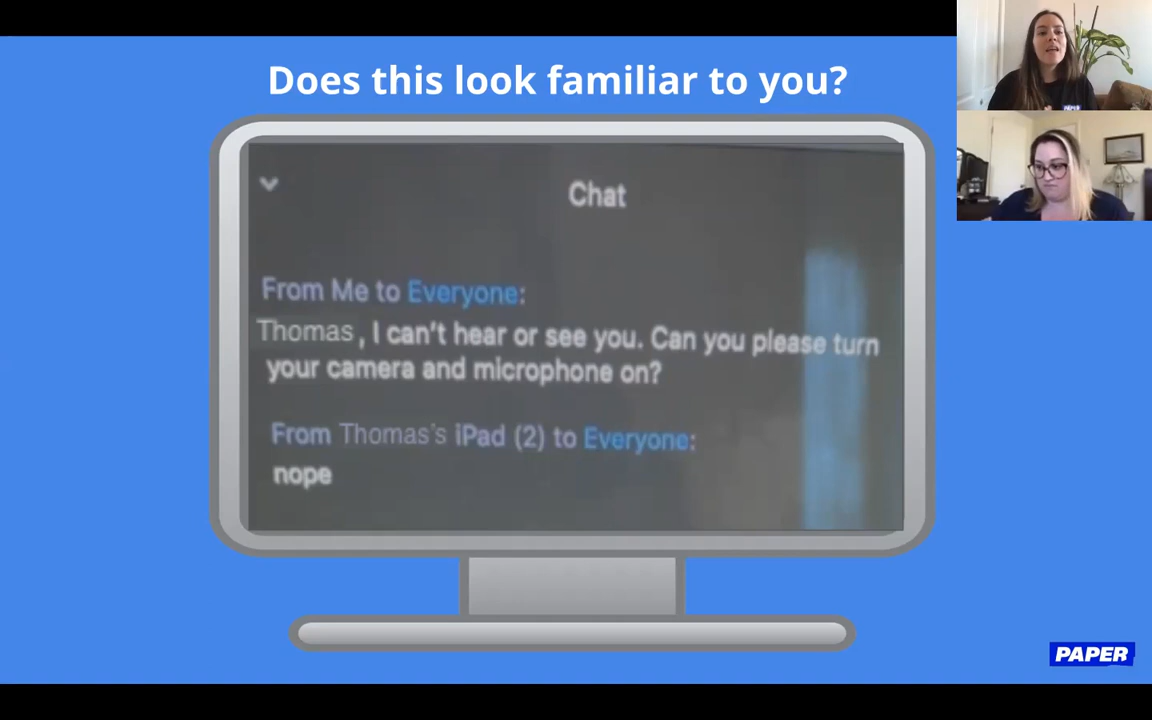 Does this look familiar to you?
Chat
From Me to Everyone:
Thomas, I can't hear or see you. Can you please turn
your camera and microphone on?
From Thomas's iPad (2) to Everyone:
nope
PAPER